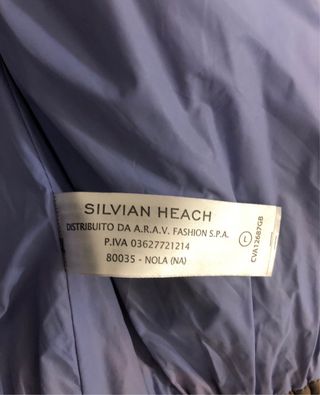 SILVIAN HEACH
DISTRIBUITO DA A.R.A.V. FASHION S.P.A.
P.IVA 03627721214
80035 - NOLA (NA)
L
CVA12687GB